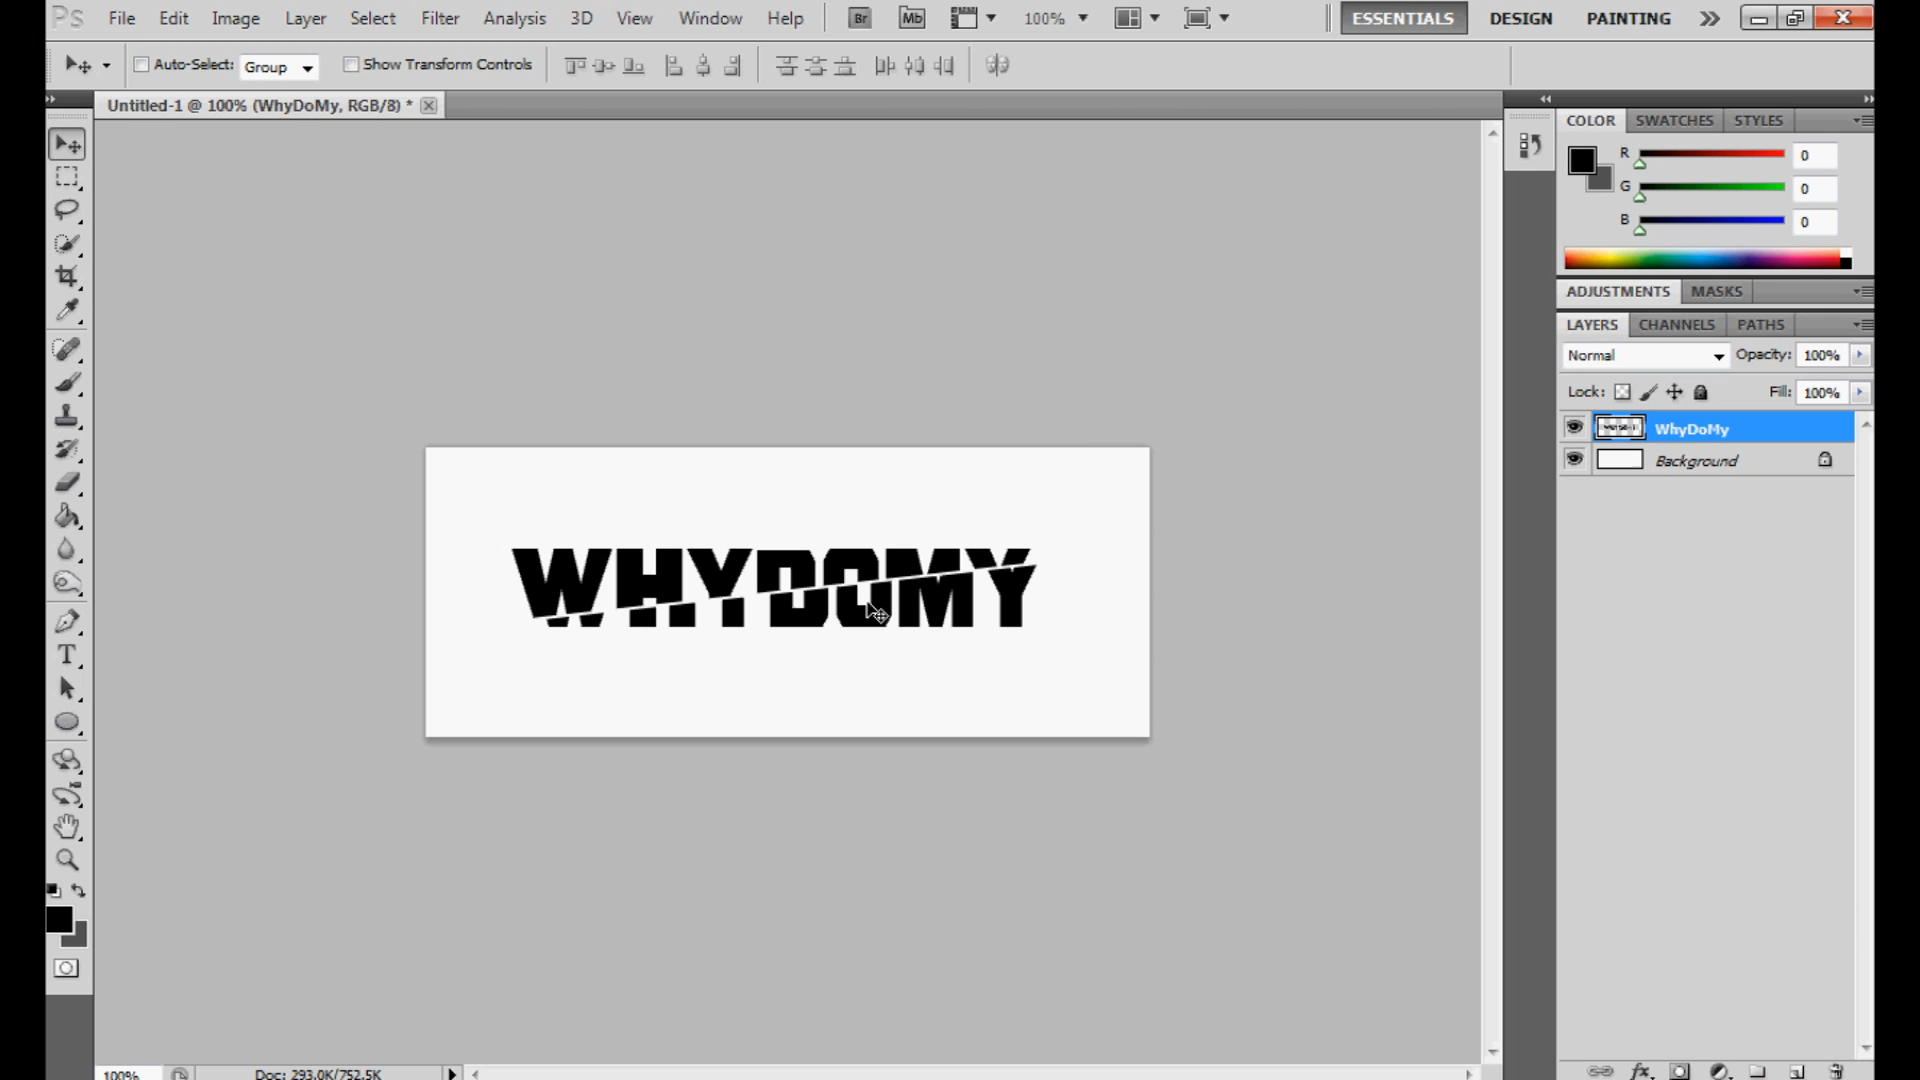 Ps File Edit Image Layer Select Filter Analysis 3D View Window Help Br Mb 100% ESSENTIALS DESIGN PAINTING
Auto-Select: Group Show Transform Controls
Untitled-1 @ 100% (WhyDoMy, RGB/8) *
COLOR SWATCHES STYLES
R 0
G 0
B 0
ADJUSTMENTS MASKS
LAYERS CHANNELS PATHS
Normal Opacity: 100%
Lock: Fill: 100%
WhyDoMy
Background
WHYDOMY
T
100% Doc: 293.0K/752.5K
fx